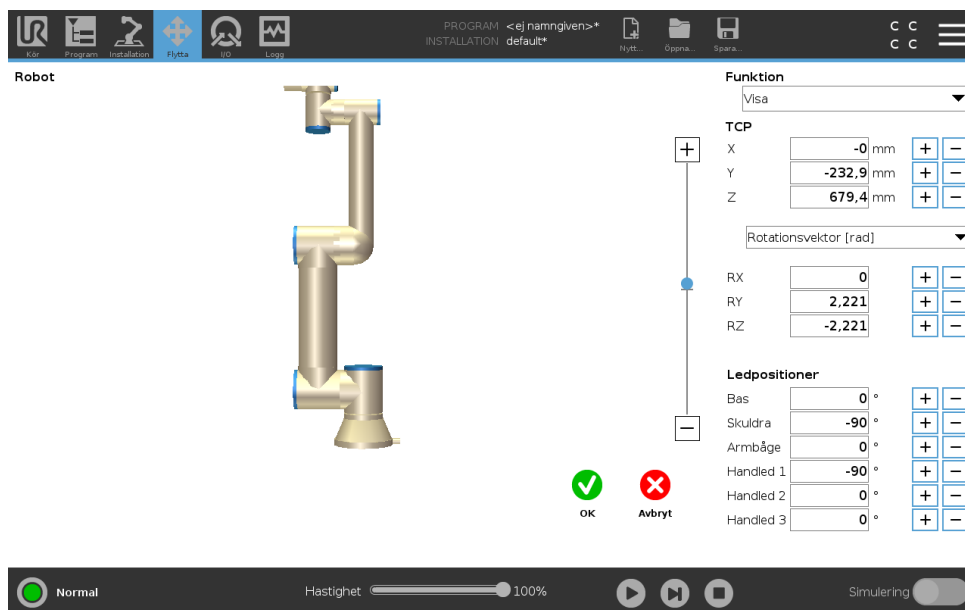 UR
Kör
Program
Installation
Flytta
I/O
Logg
PROGRAM <ej namngiven>*
INSTALLATION default*
Nytt...
Öppna...
Spara...
C C
C C
Robot
Funktion
Visa
TCP
X -0 mm + −
Y -232,9 mm + −
Z 679,4 mm + −
Rotationsvektor [rad]
RX 0 + −
RY 2,221 + −
RZ -2,221 + −
Ledpositioner
Bas 0 ° + −
Skuldra -90 ° + −
Armbåge 0 ° + −
Handled 1 -90 ° + −
Handled 2 0 ° + −
Handled 3 0 ° + −
+
−
OK
Avbryt
Normal
Hastighet 100%
Simulering